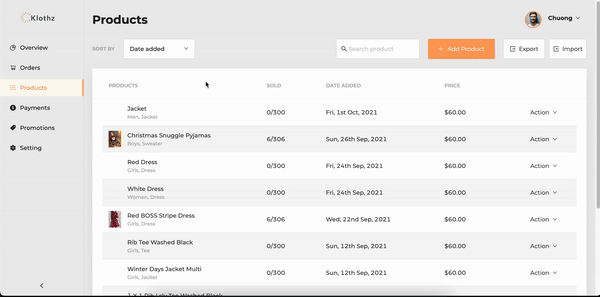 Klothz
Products
Chuong
SORT BY
Date added
Search product
+ Add Product
Export
Import
Overview
Orders
Products
Payments
Promotions
Setting
PRODUCTS SOLD DATE ADDED PRICE
Jacket 0/300 Fri, 1st Oct, 2021 $60.00 Action
Men, Jacket
Christmas Snuggle Pyjamas 6/306 Sun, 26th Sep, 2021 $60.00 Action
Boys, Sweater
Red Dress 0/300 Fri, 24th Sep, 2021 $60.00 Action
Girls, Dress
White Dress 0/300 Fri, 24th Sep, 2021 $60.00 Action
Women, Dress
Red BOSS Stripe Dress 6/306 Wed, 22nd Sep, 2021 $60.00 Action
Girls, Dress
Rib Tee Washed Black 0/300 Sun, 12th Sep, 2021 $60.00 Action
Girls, Tee
Winter Days Jacket Multi 0/300 Sun, 12th Sep, 2021 $60.00 Action
Girls, Jacket